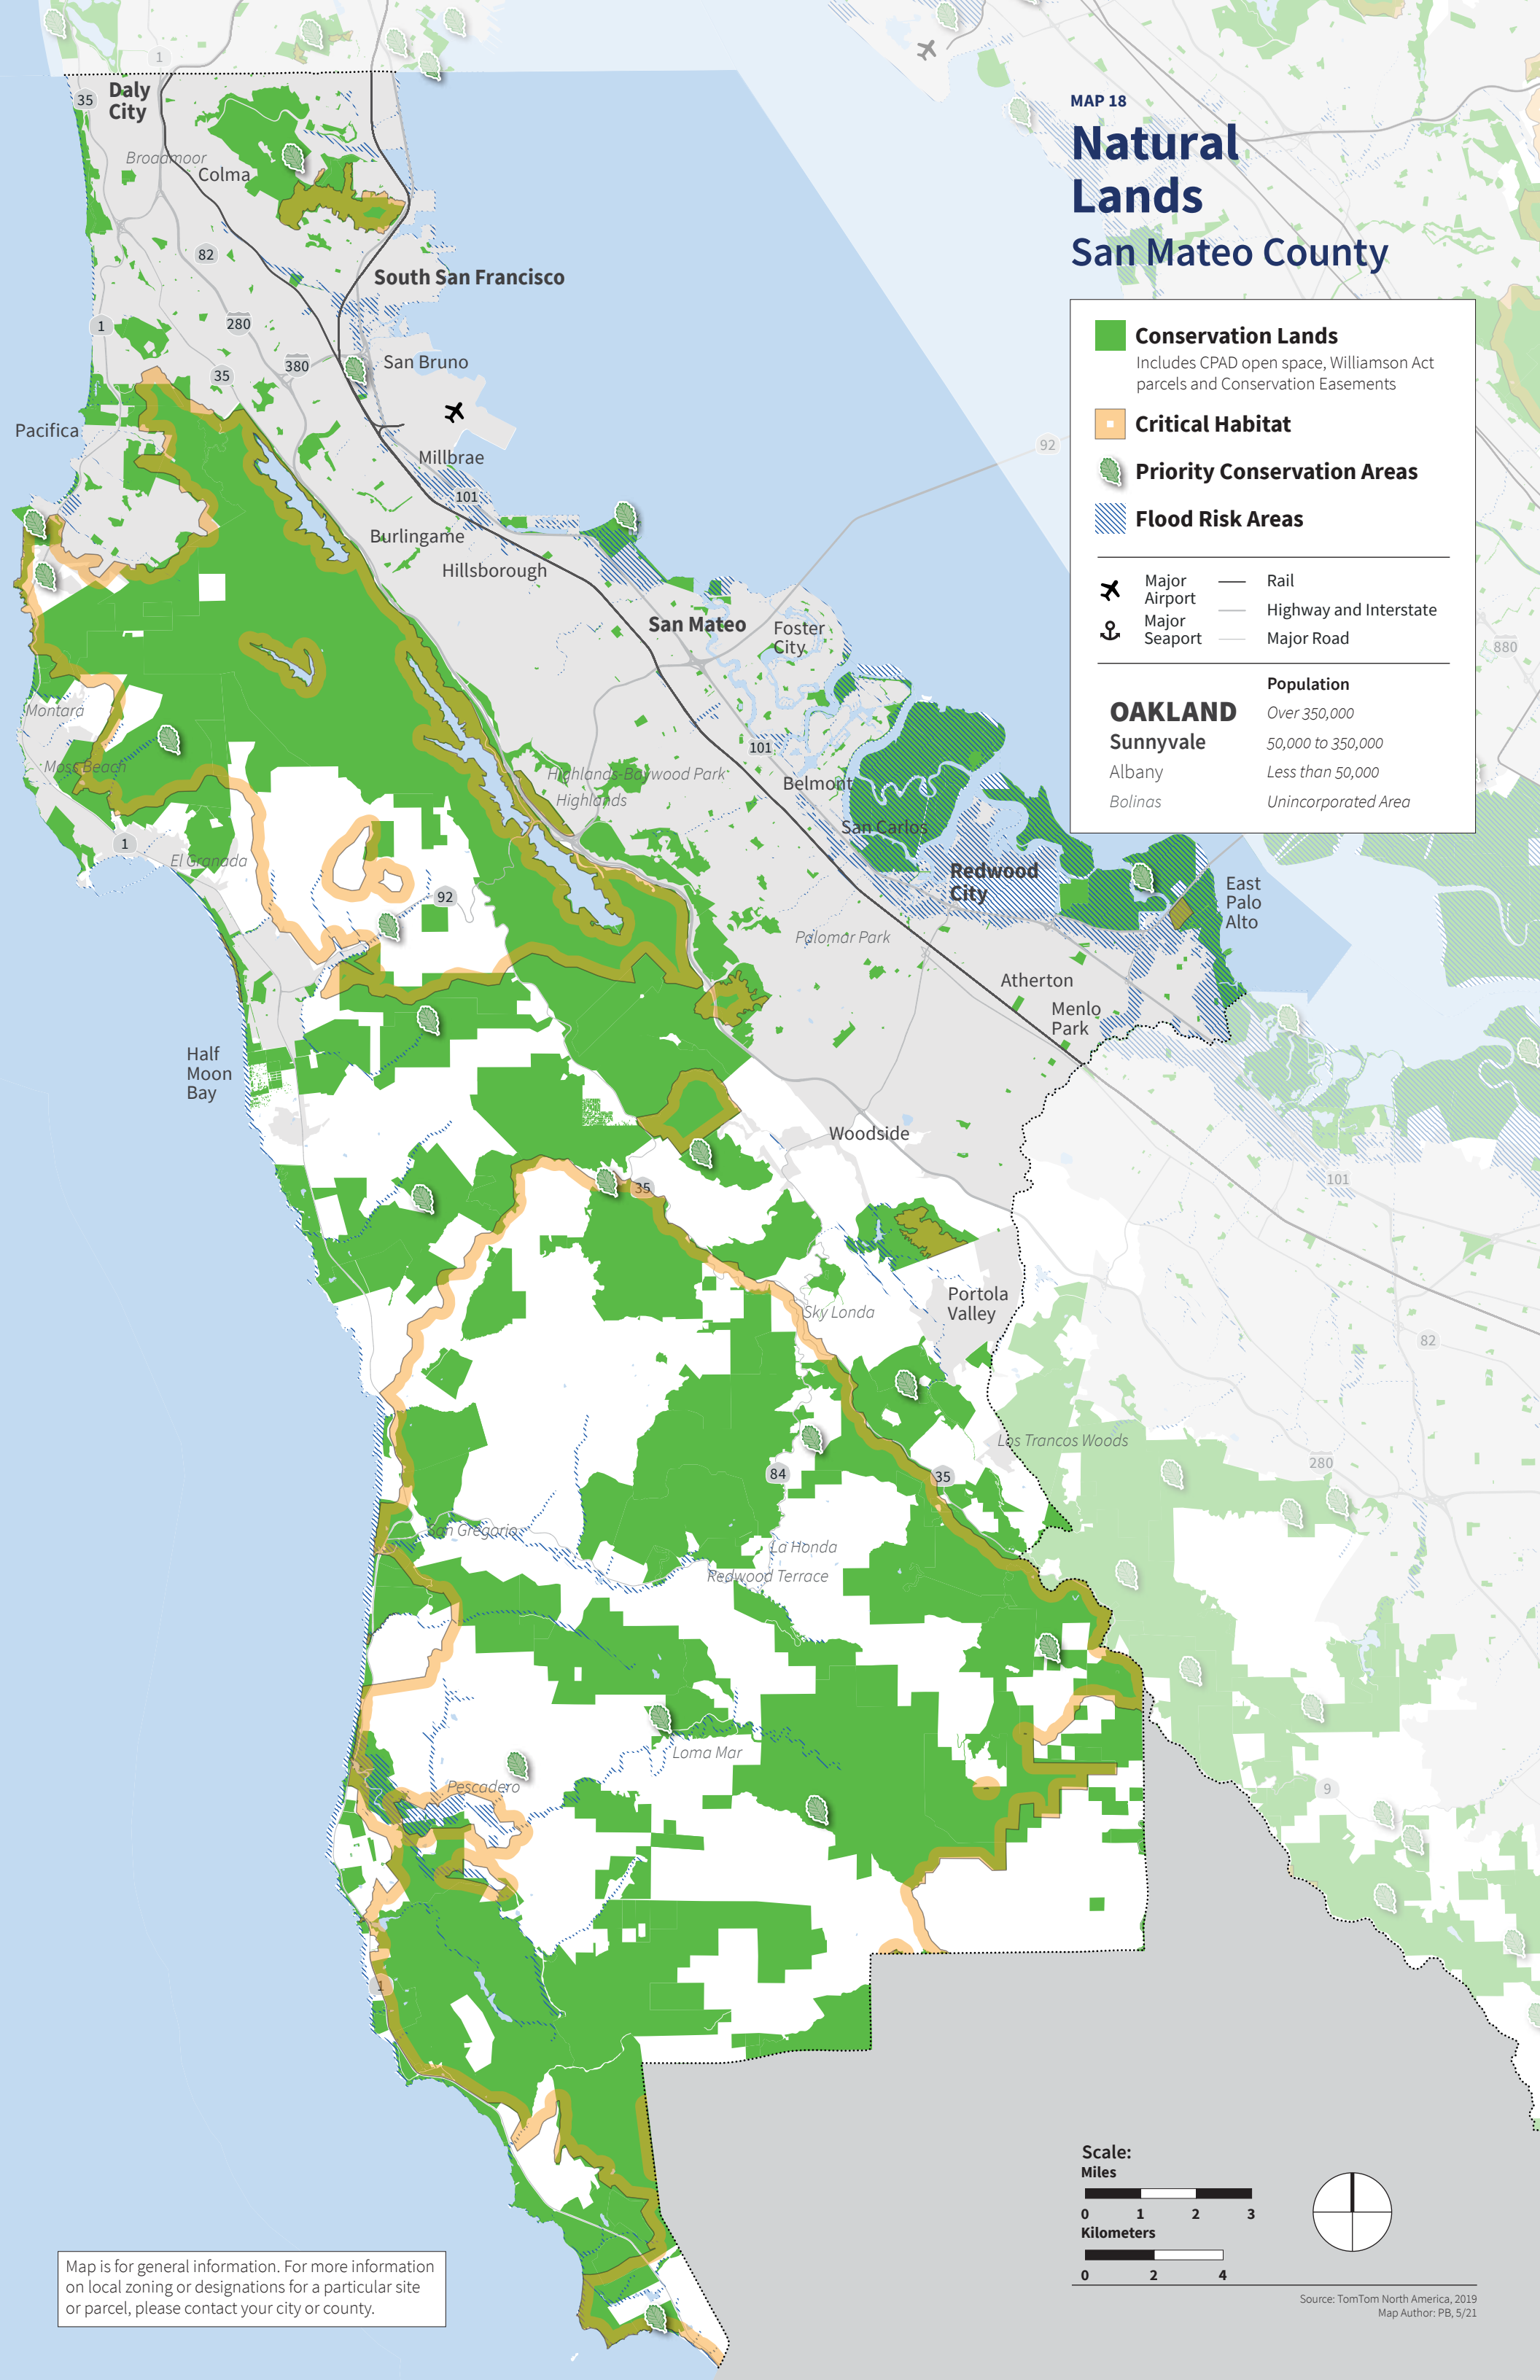 MAP 18
Natural
Lands
San Mateo County
Conservation Lands
Includes CPAD open space, Williamson Act
parcels and Conservation Easements
Critical Habitat
Priority Conservation Areas
Flood Risk Areas
Major
Airport
Major
Seaport
Rail
Highway and Interstate
Major Road
Population
OAKLAND
Over 350,000
Sunnyvale
50,000 to 350,000
Albany
Less than 50,000
Bolinas
Unincorporated Area
1
Daly
City
35
Broadmoor
Colma
82
South San Francisco
1
280
San Bruno
380
35
Pacifica
Millbrae
92
101
Burlingame
Hillsborough
San Mateo
Foster
City
880
Montara
101
Moss Beach
Highlands-Baywood Park
Belmont
Highlands
San Carlos
1
El Granada
Redwood
City
East
Palo
Alto
92
Palomar Park
Atherton
Menlo
Park
Half
Moon
Bay
Woodside
35
101
Portola
Valley
Sky Londa
82
Los Trancos Woods
280
84
35
San Gregorio
La Honda
Redwood Terrace
Loma Mar
Pescadero
9
1
Scale:
Miles
0 1 2 3
Kilometers
0 2 4
Map is for general information. For more information
on local zoning or designations for a particular site
or parcel, please contact your city or county.
Source: TomTom North America, 2019
Map Author: PB, 5/21